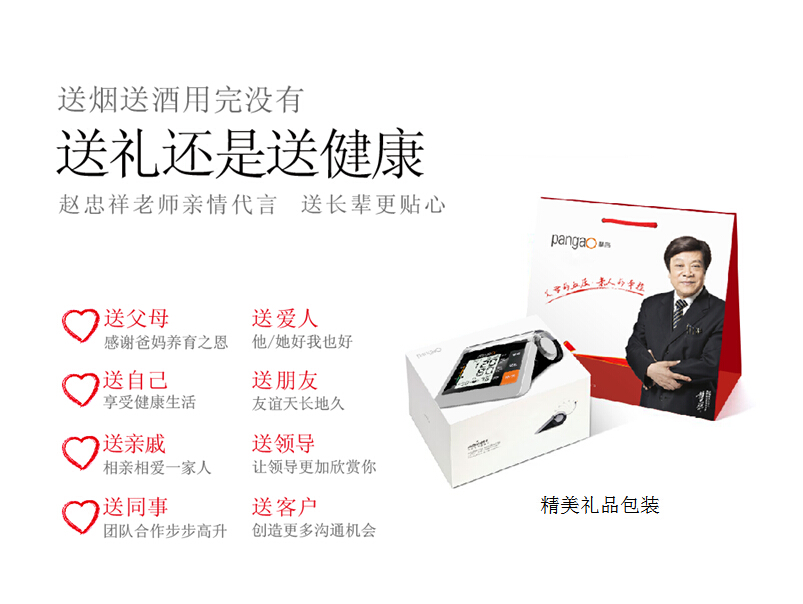 送烟送酒用完没有
送礼还是送健康
赵忠祥老师亲情代言 送长辈更贴心
送父母
感谢爸妈养育之恩
送爱人
他/她好我也好
送自己
享受健康生活
送朋友
友谊天长地久
送亲戚
相亲相爱一家人
送领导
让领导更加欣赏你
送同事
团队合作步步高升
送客户
创造更多沟通机会
pangao 攀高
pangao
精美礼品包装